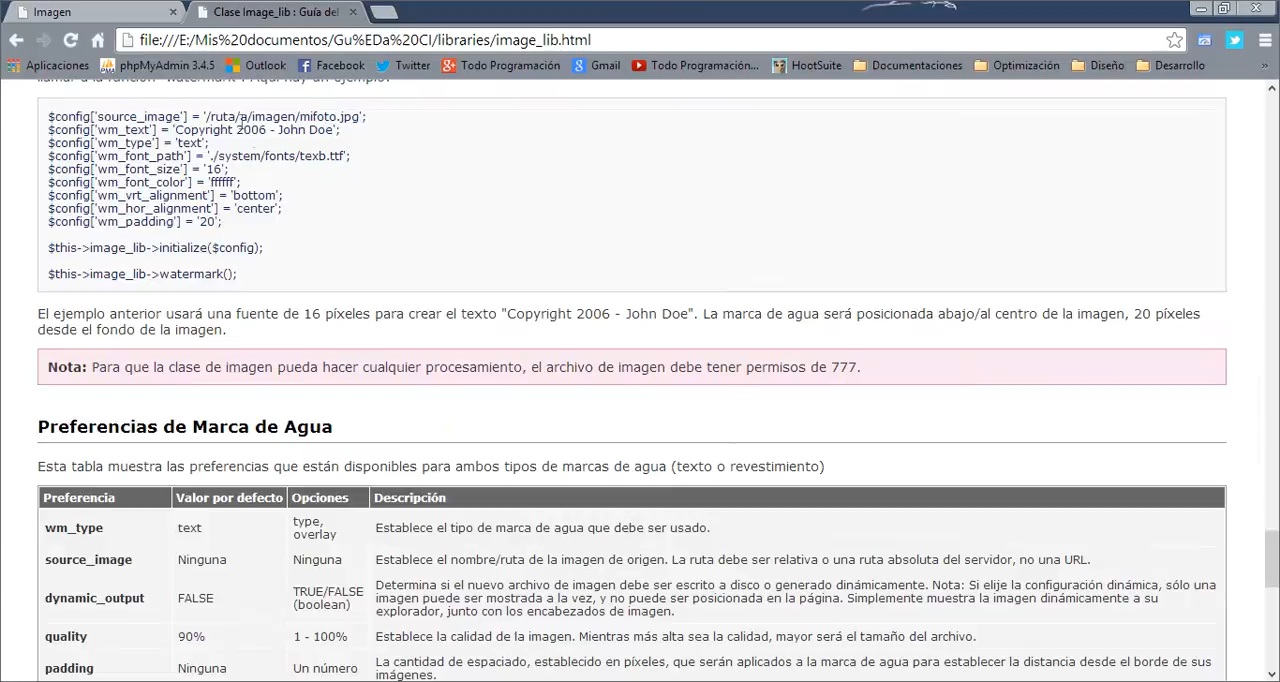 Imagen
Clase Image_lib : Guía del
file:///E:/Mis%20documentos/Gu%EDa%20CI/libraries/image_lib.html
Aplicaciones phpMyAdmin 3.4.5 Outlook Facebook Twitter Todo Programación Gmail Todo Programación... HootSuite Documentaciones Optimización Diseño Desarrollo »
$config['source_image'] = '/ruta/a/imagen/mifoto.jpg';
$config['wm_text'] = 'Copyright 2006 - John Doe';
$config['wm_type'] = 'text';
$config['wm_font_path'] = './system/fonts/texb.ttf';
$config['wm_font_size'] = '16';
$config['wm_font_color'] = 'ffffff';
$config['wm_vrt_alignment'] = 'bottom';
$config['wm_hor_alignment'] = 'center';
$config['wm_padding'] = '20';
$this->image_lib->initialize($config);
$this->image_lib->watermark();
El ejemplo anterior usará una fuente de 16 píxeles para crear el texto "Copyright 2006 - John Doe". La marca de agua será posicionada abajo/al centro de la imagen, 20 píxeles
desde el fondo de la imagen.
Nota: Para que la clase de imagen pueda hacer cualquier procesamiento, el archivo de imagen debe tener permisos de 777.
Preferencias de Marca de Agua
Esta tabla muestra las preferencias que están disponibles para ambos tipos de marcas de agua (texto o revestimiento)
Preferencia Valor por defecto Opciones Descripción
wm_type text type, overlay Establece el tipo de marca de agua que debe ser usado.
source_image Ninguna Ninguna Establece el nombre/ruta de la imagen de origen. La ruta debe ser relativa o una ruta absoluta del servidor, no una URL.
dynamic_output FALSE TRUE/FALSE (boolean) Determina si el nuevo archivo de imagen debe ser escrito a disco o generado dinámicamente. Nota: Si elije la configuración dinámica, sólo una
imagen puede ser mostrada a la vez, y no puede ser posicionada en la página. Simplemente muestra la imagen dinámicamente a su
explorador, junto con los encabezados de imagen.
quality 90% 1 - 100% Establece la calidad de la imagen. Mientras más alta sea la calidad, mayor será el tamaño del archivo.
padding Ninguna Un número La cantidad de espaciado, establecido en píxeles, que serán aplicados a la marca de agua para establecer la distancia desde el borde de sus
imágenes.